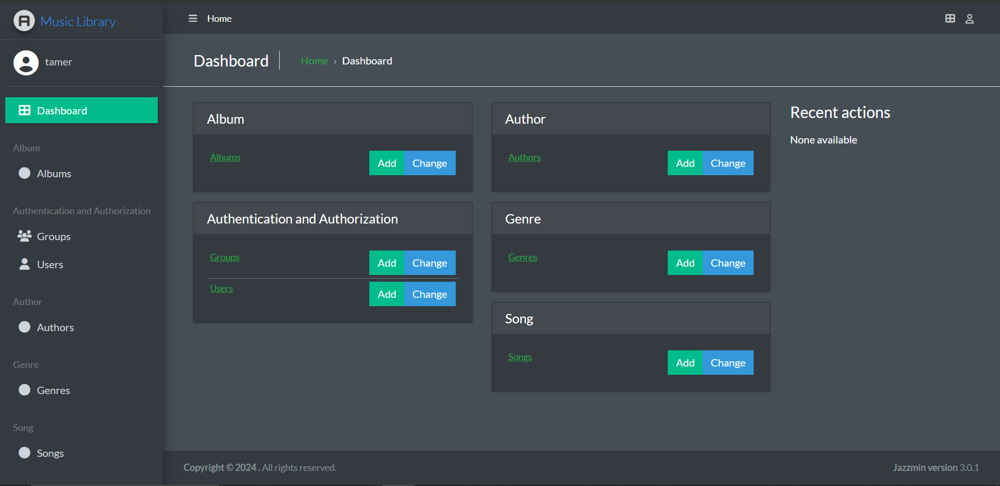 Music Library
tamer
Dashboard
Album
Albums
Authentication and Authorization
Groups
Users
Author
Authors
Genre
Genres
Song
Songs
Home
Dashboard
Home › Dashboard
Album
Albums Add Change
Authentication and Authorization
Groups Add Change
Users Add Change
Author
Authors Add Change
Genre
Genres Add Change
Song
Songs Add Change
Recent actions
None available
Copyright © 2024 . All rights reserved.
Jazzmin version 3.0.1